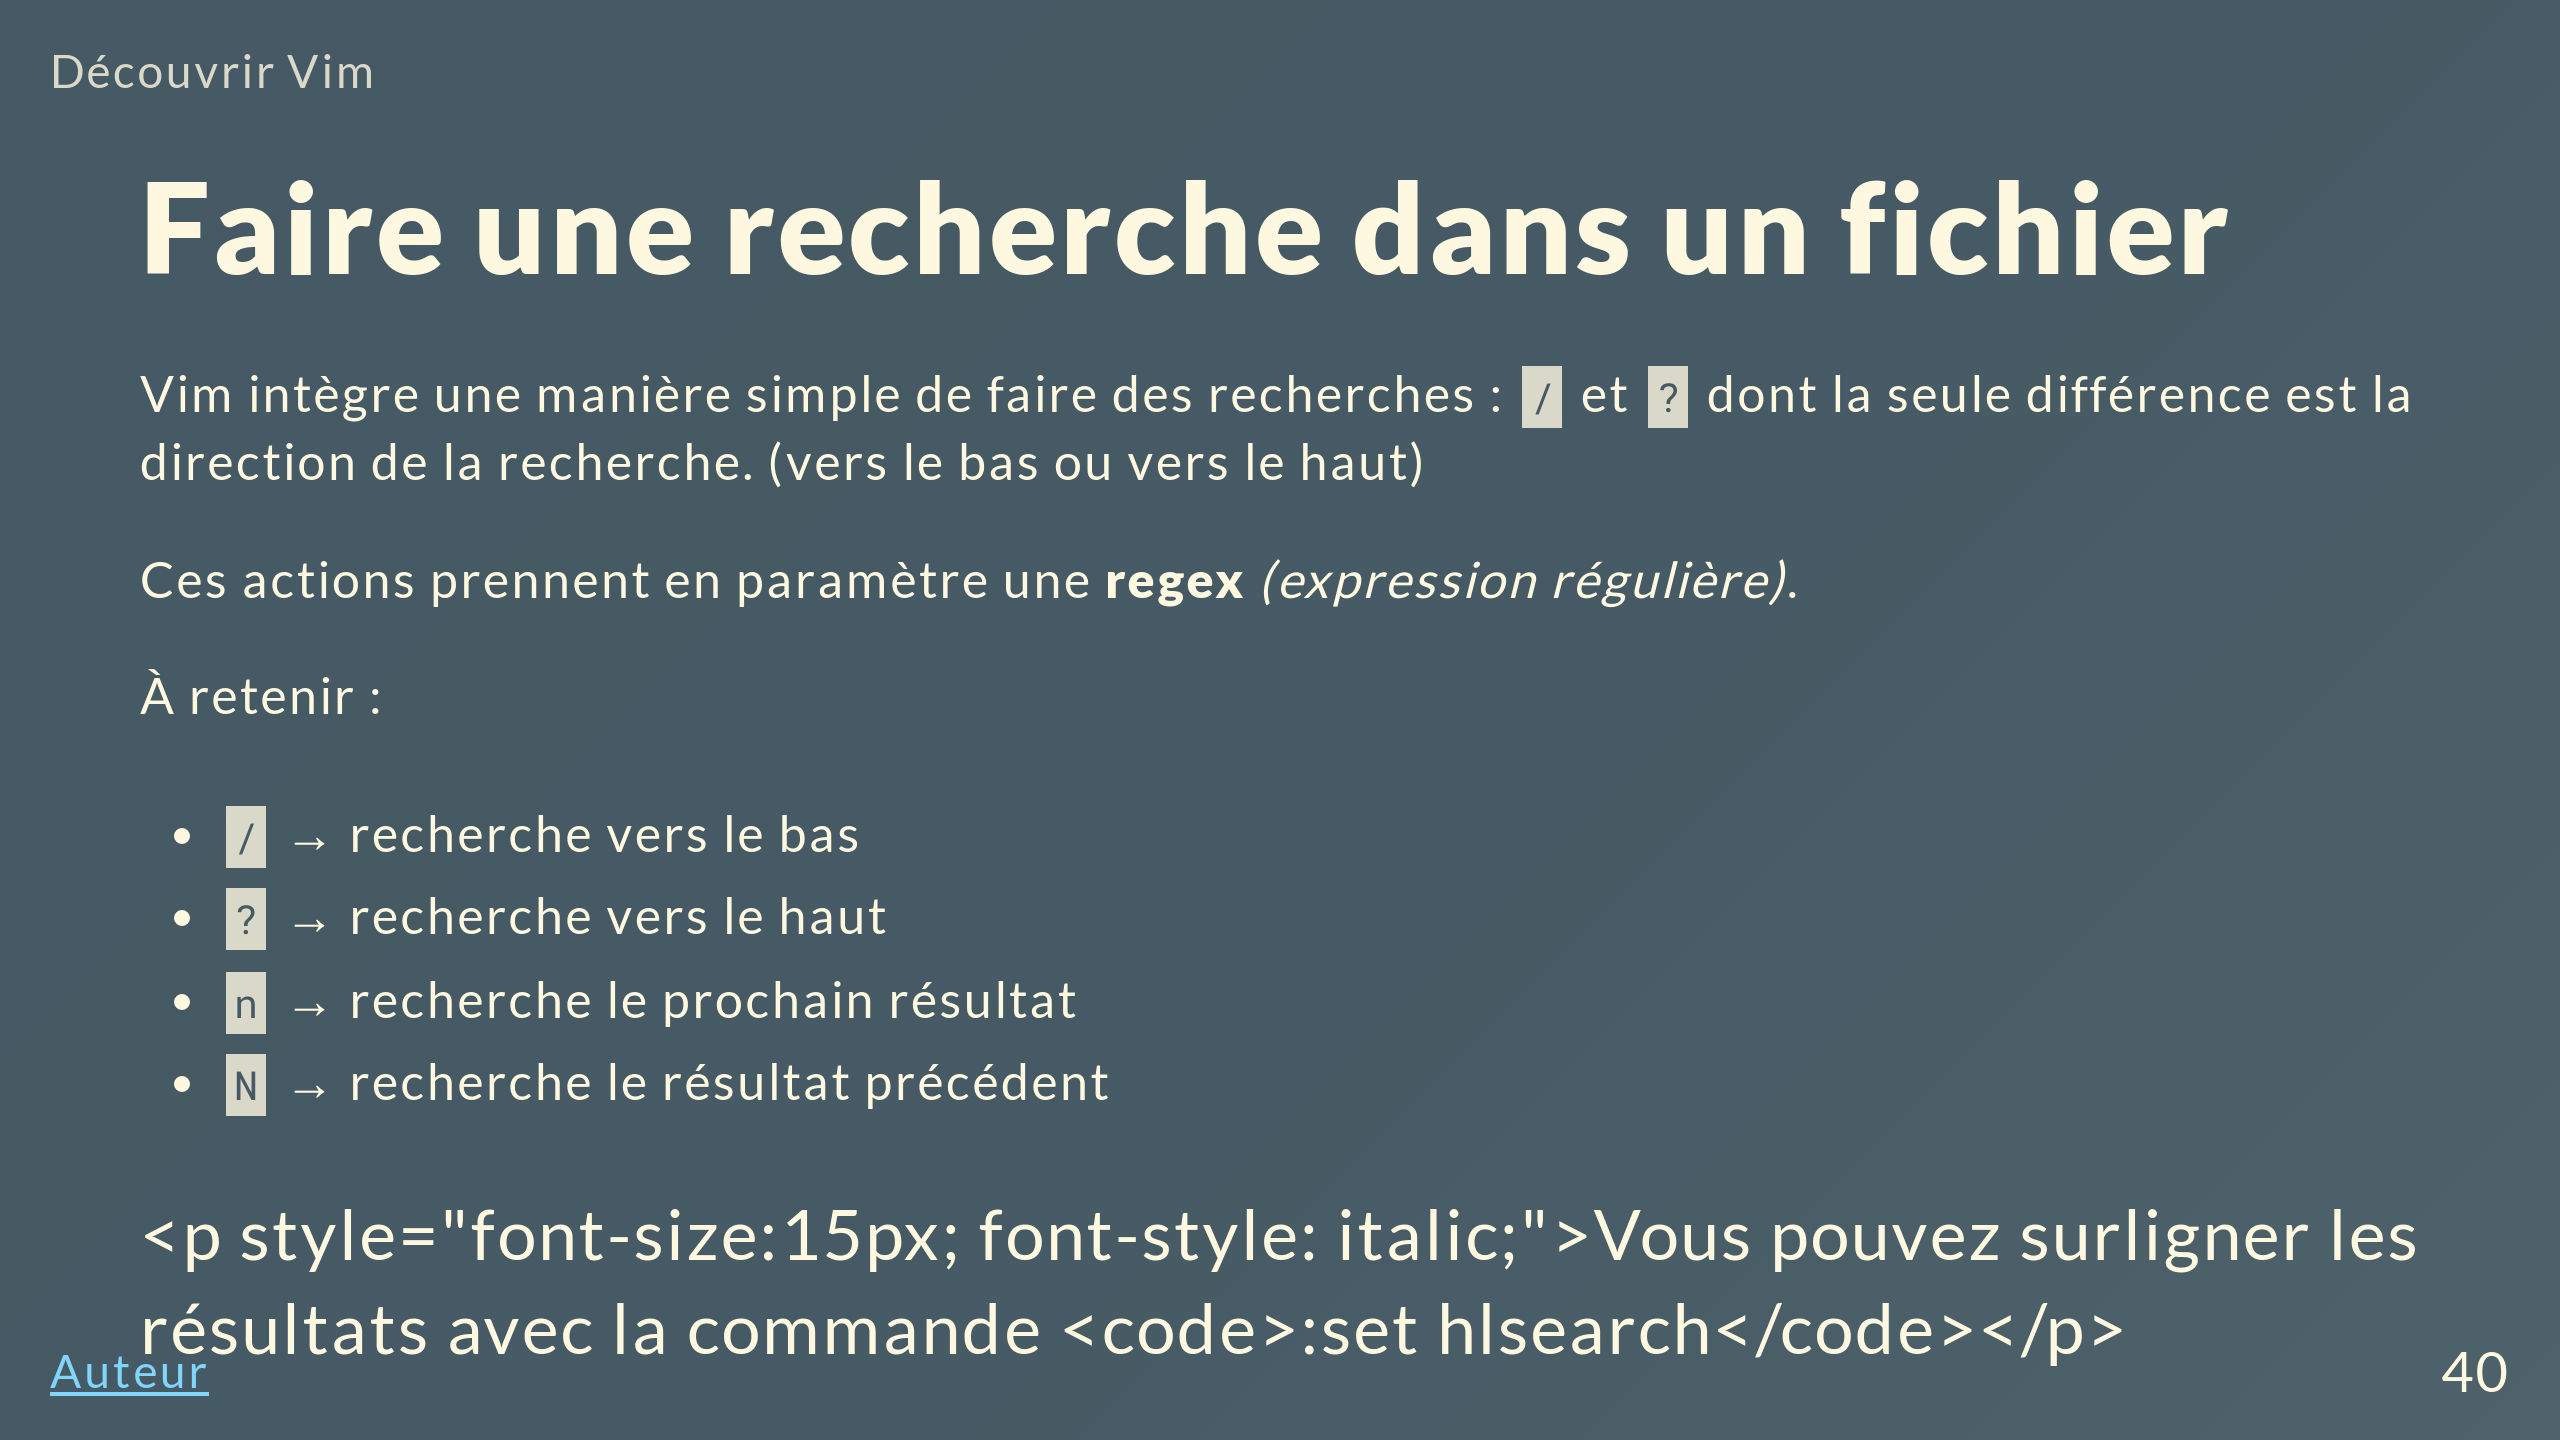 Découvrir Vim
Faire une recherche dans un fichier
Vim intègre une manière simple de faire des recherches : / et ? dont la seule différence est la
direction de la recherche. (vers le bas ou vers le haut)
Ces actions prennent en paramètre une regex (expression régulière).
À retenir :
• / → recherche vers le bas
• ? → recherche vers le haut
• n → recherche le prochain résultat
• N → recherche le résultat précédent
<p style="font-size:15px; font-style: italic;">Vous pouvez surligner les
résultats avec la commande <code>:set hlsearch</code></p>
Auteur
40